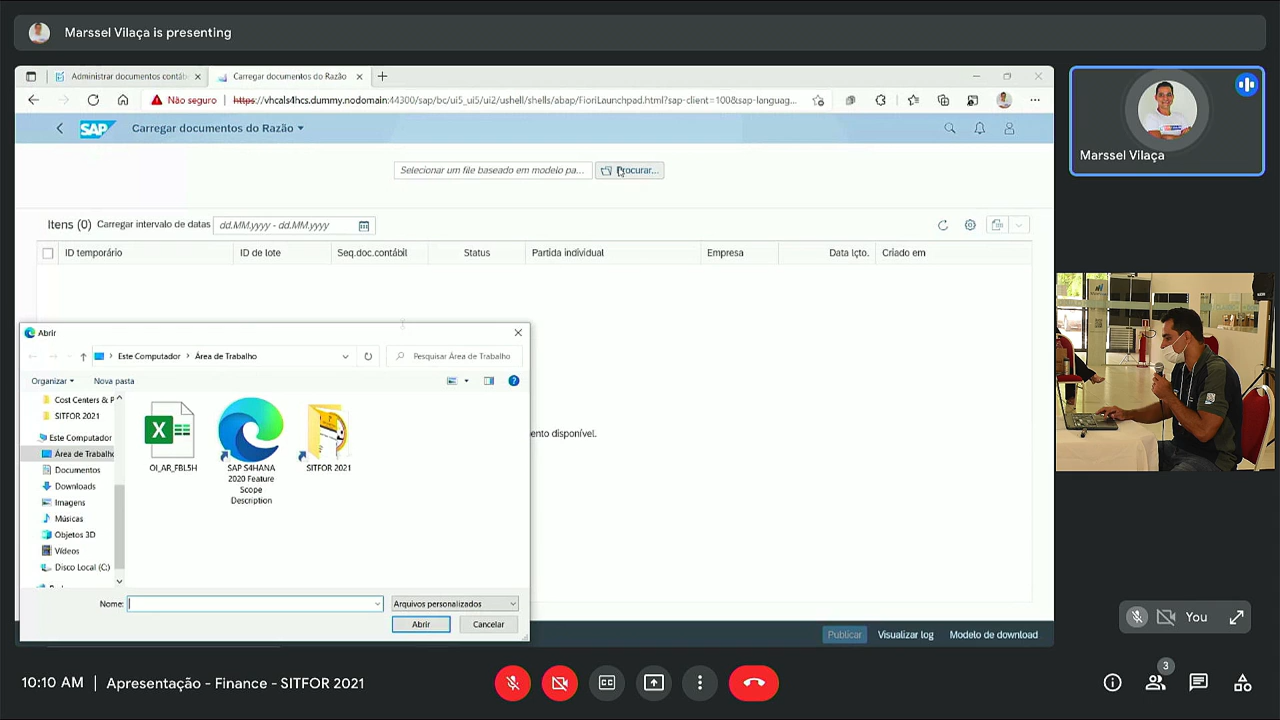 Marssel Vilaça is presenting
Administrar documentos contáb
Carregar documentos do Razão
Não seguro
https://vhcals4hcs.dummy.nodomain:44300/sap/bc/ui5_ui5/ui2/ushell/shells/abap/FioriLaunchpad.html?sap-client=100&sap-languag...
SAP
Carregar documentos do Razão
Selecionar um file baseado em modelo pa...
Procurar...
Itens (0)
Carregar intervalo de datas
dd.MM.yyyy - dd.MM.yyyy
ID temporário
ID de lote
Seq.doc.contábil
Status
Partida individual
Empresa
Data lçto.
Criado em
Abrir
Este Computador
Área de Trabalho
Pesquisar Área de Trabalho
Organizar
Nova pasta
Cost Centers & P
SITFOR 2021
Este Computador
Área de Trabalho
Documentos
Downloads
Imagens
Músicas
Objetos 3D
Vídeos
Disco Local (C:)
OI_AR_FBL5H
SAP S4HANA
2020 Feature
Scope
Description
SITFOR 2021
ento disponível.
Nome:
Arquivos personalizados
Abrir
Cancelar
Publicar
Visualizar log
Modelo de download
Marssel Vilaça
You
10:10 AM | Apresentação - Finance - SITFOR 2021
3